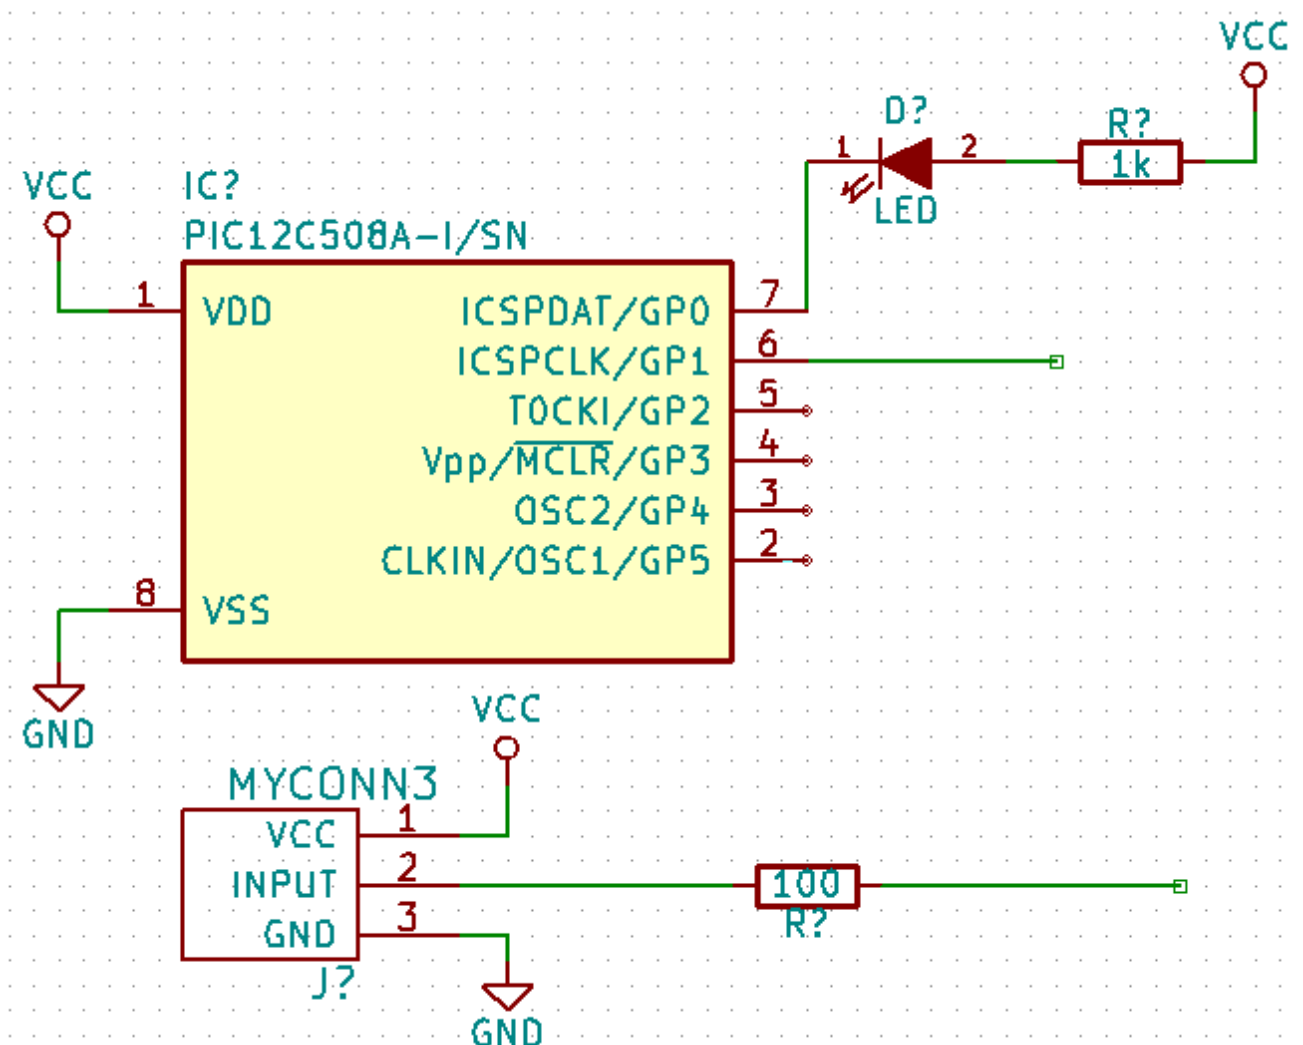 VCC
D?
R?
1
2
1k
VCC
IC?
LED
PIC12C508A-I/SN
1
VDD
ICSPDAT/GP0
7
ICSPCLK/GP1
6
T0CKI/GP2
5
Vpp/MCLR/GP3
4
OSC2/GP4
3
CLKIN/OSC1/GP5
2
8
VSS
GND
VCC
MYCONN3
VCC
1
INPUT
2
100
GND
3
R?
J?
GND